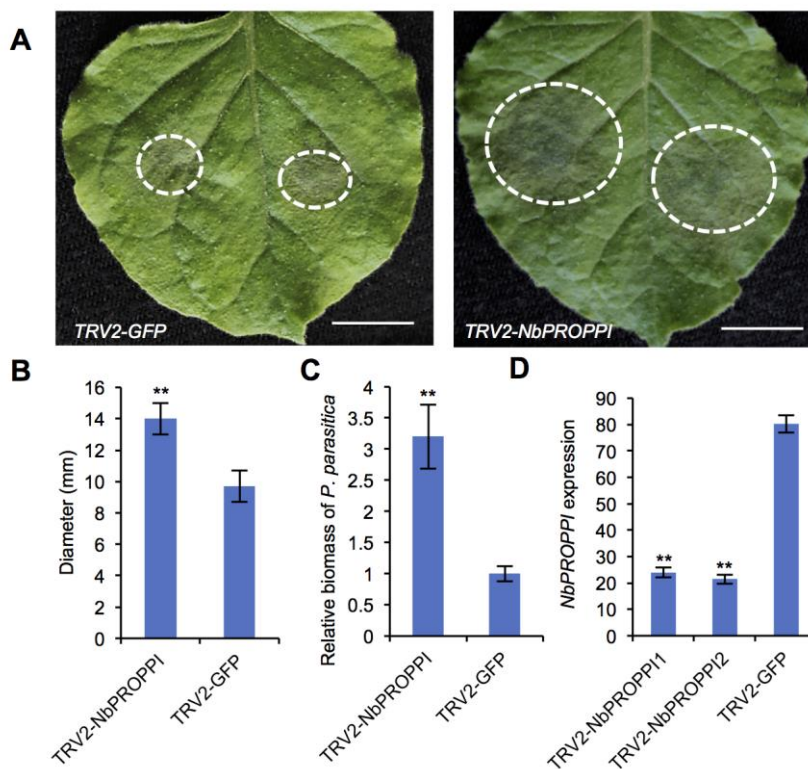 A
TRV2-GFP
TRV2-NbPROPPI
B
Diameter (mm)
16
14
12
10
8
6
4
2
0
**
TRV2-NbPROPPI
TRV2-GFP
C
Relative biomass of P. parasitica
4
3.5
3
2.5
2
1.5
1
0.5
0
**
TRV2-NbPROPPI
TRV2-GFP
D
NbPROPPI expression
90
80
70
60
50
40
30
20
10
0
**
**
TRV2-NbPROPPI1
TRV2-NbPROPPI2
TRV2-GFP